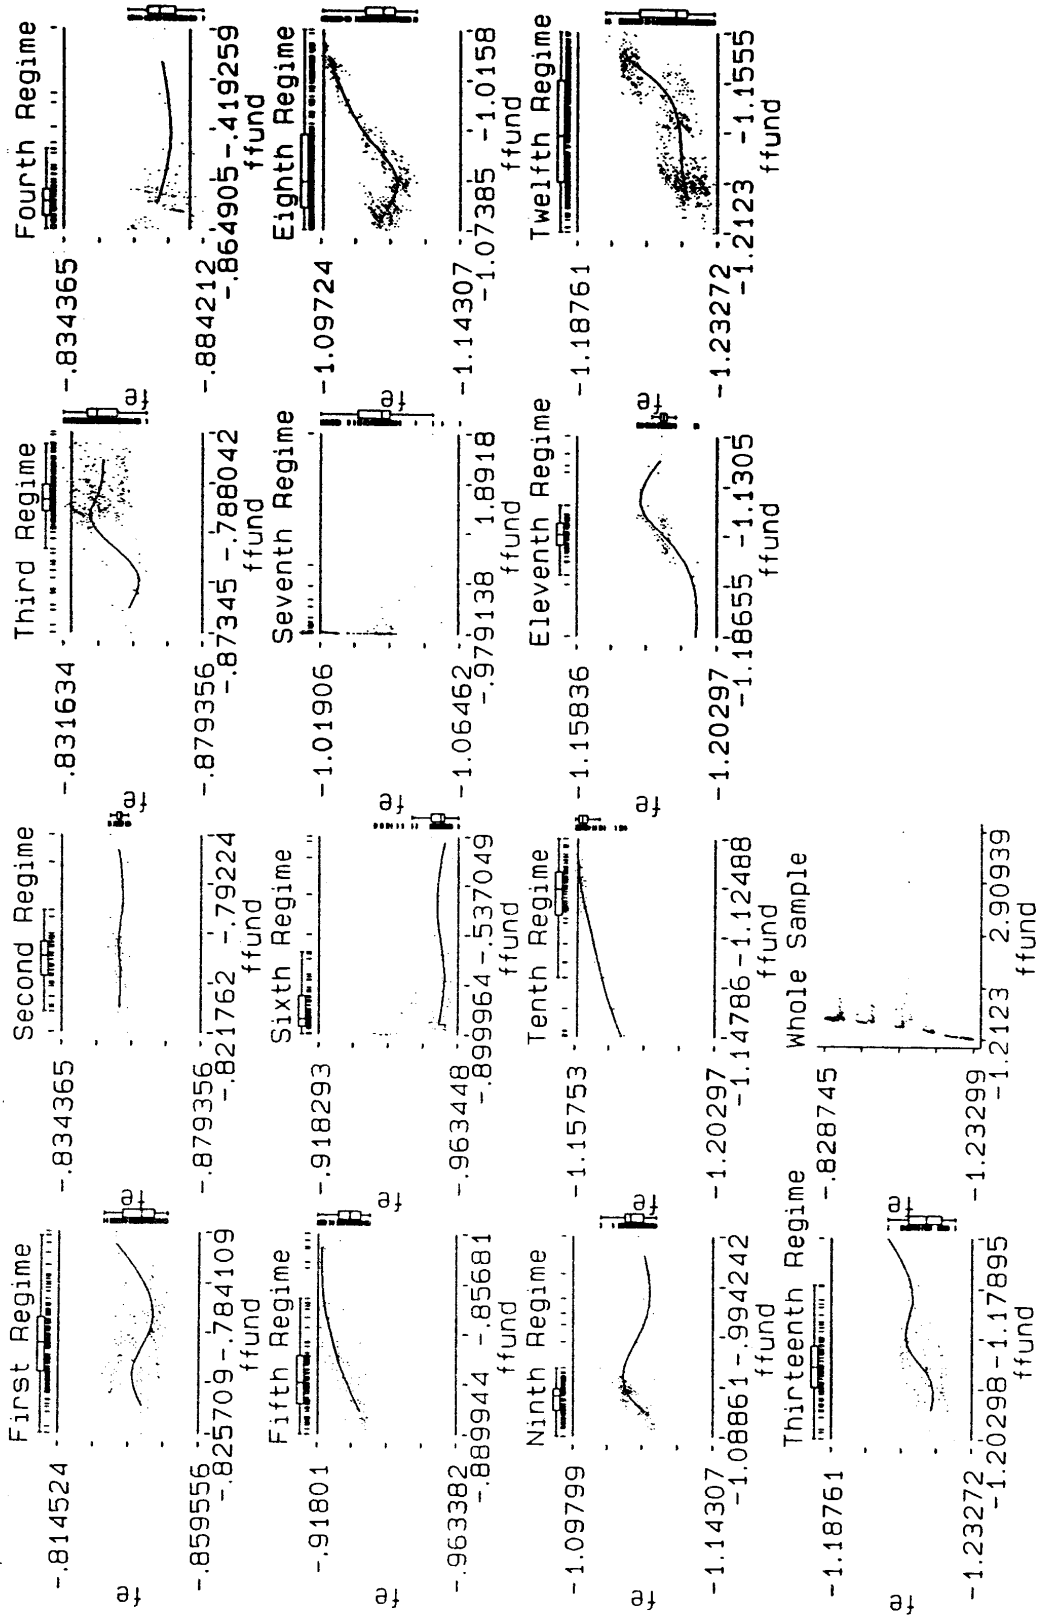 First Regime
fe
-.814524
-.859556
-.825709 -.784109
ffund
Second Regime
fe
-.834365
-.879356
-.821762 -.79224
ffund
Third Regime
fe
-.831634
-.879356
-.87345 -.788042
ffund
Fourth Regime
fe
-.834365
-.884212
-.864905 -.419259
ffund
Fifth Regime
fe
-.91801
-.963382
-.889444 -.85681
ffund
Sixth Regime
fe
-.918293
-.963448
-.899964 -.537049
ffund
Seventh Regime
-1.01906
-1.06462
-.979138 1.8918
ffund
Eighth Regime
fe
-1.09724
-1.14307
-1.07385 -1.0158
ffund
Ninth Regime
fe
-1.09799
-1.14307
-1.08861 -.994242
ffund
Tenth Regime
fe
-1.15753
-1.20297
-1.14786 -1.12488
ffund
Eleventh Regime
fe
-1.15836
-1.20297
-1.18655 -1.1305
ffund
Twelfth Regime
fe
-1.18761
-1.23272
-1.2123 -1.1555
ffund
Thirteenth Regime
fe
-1.18761
-1.23272
-1.20298 -1.17895
ffund
Whole Sample
fe
-.828745
-1.23299
-1.2123 2.90939
ffund